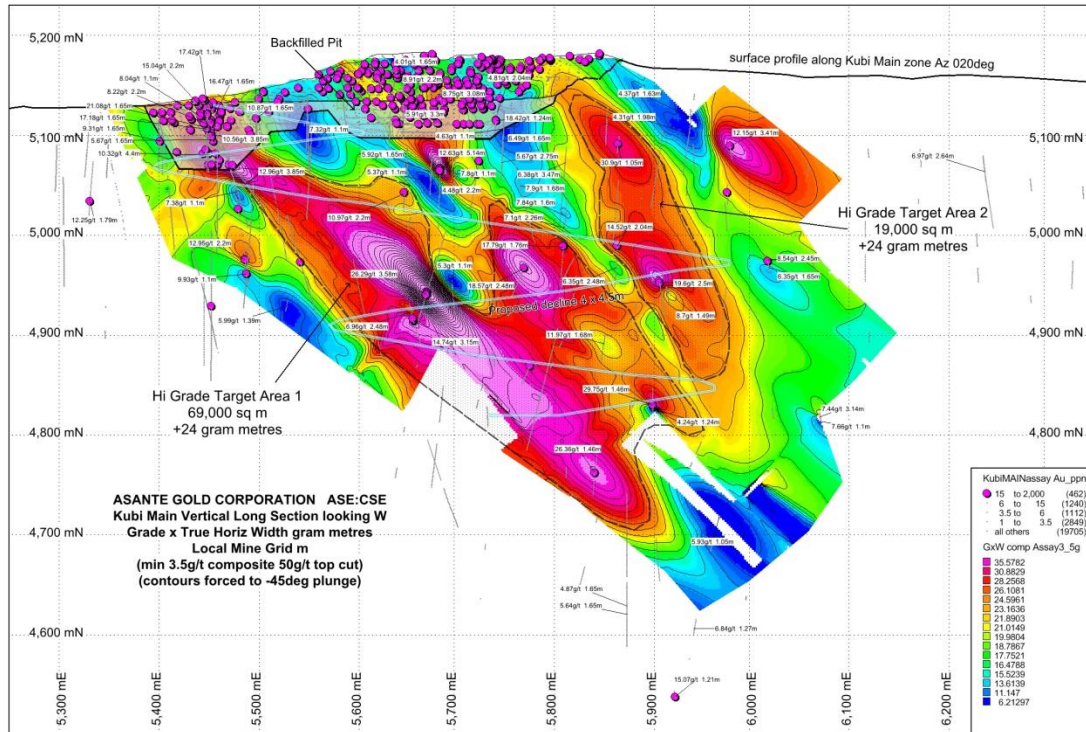 5,200 mN
5,100 mN
5,000 mN
4,900 mN
4,800 mN
4,700 mN
4,600 mN
5,200 mN
5,100 mN
5,000 mN
4,900 mN
4,800 mN
4,700 mN
Backfilled Pit
surface profile along Kubi Main zone Az 020deg
17.42g/t 1.1m
15.04g/t 2.2m
8.04g/t 1.1m
16.47g/t 1.65m
8.22g/t 2.2m
21.08g/t 1.65m
17.18g/t 1.65m
9.31g/t 1.65m
5.67g/t 1.65m
10.32g/t 4.4m
10.87g/t 1.65m
10.56g/t 3.85m
12.96g/t 3.85m
7.32g/t 1.1m
4.01g/t 1.65m
8.91g/t 2.2m
4.81g/t 2.04m
8.75g/t 3.08m
5.91g/t 3.3m
18.42g/t 1.24m
4.63g/t 1.1m
6.49g/t 1.65m
5.92g/t 1.65m
12.63g/t 5.14m
5.67g/t 2.75m
5.37g/t 1.1m
7.8g/t 1.1m
6.38g/t 3.47m
4.48g/t 2.2m
7.9g/t 1.68m
7.84g/t 1.6m
4.37g/t 1.63m
4.31g/t 1.98m
12.15g/t 3.41m
30.9g/t 1.05m
6.97g/t 2.64m
7.38g/t 1.1m
12.25g/t 1.79m
10.97g/t 2.2m
7.1g/t 2.26m
14.52g/t 2.04m
12.95g/t 2.2m
17.79g/t 1.76m
9.93g/t 1.1m
5.3g/t 1.1m
26.29g/t 3.58m
18.57g/t 2.48m
6.35g/t 2.48m
19.6g/t 2.5m
8.54g/t 2.45m
6.35g/t 1.65m
5.99g/t 1.39m
6.96g/t 2.48m
Proposed decline 4 x 4.5m
8.7g/t 1.49m
14.74g/t 3.15m
11.97g/t 1.68m
29.75g/t 1.46m
4.24g/t 1.24m
7.44g/t 3.14m
7.66g/t 1.1m
26.36g/t 1.46m
5.93g/t 1.05m
4.87g/t 1.65m
5.64g/t 1.65m
6.84g/t 1.27m
15.07g/t 1.21m
Hi Grade Target Area 2
19,000 sq m
+24 gram metres
Hi Grade Target Area 1
69,000 sq m
+24 gram metres
ASANTE GOLD CORPORATION ASE:CSE
Kubi Main Vertical Long Section looking W
Grade x True Horiz Width gram metres
Local Mine Grid m
(min 3.5g/t composite 50g/t top cut)
(contours forced to -45deg plunge)
KubiMAINassay Au_ppm
15 to 2,000 (462)
6 to 15 (1240)
3.5 to 6 (1112)
1 to 3.5 (2849)
all others (19705)
GxW comp Assay3_5g
35.5782
30.8829
28.2568
26.1081
24.5961
23.1636
21.8903
21.0149
19.9804
18.7867
17.7521
16.4788
15.5239
13.6139
11.147
6.21297
5,300 mE
5,400 mE
5,500 mE
5,600 mE
5,700 mE
5,800 mE
5,900 mE
6,000 mE
6,100 mE
6,200 mE